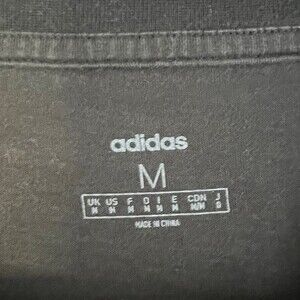 adidas
M
UK US F D I E CDN J
M M M M M M M/M O
MADE IN CHINA